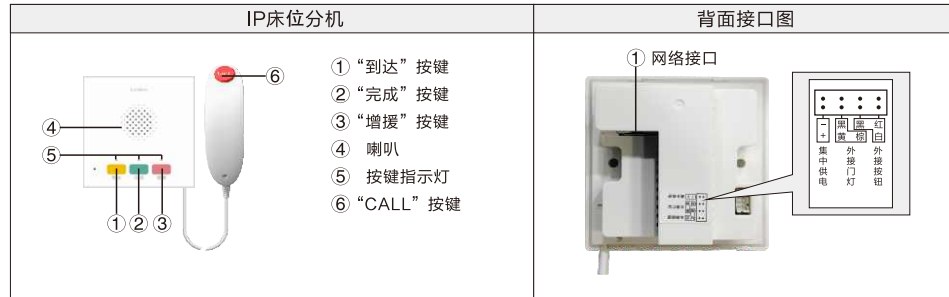 IP床位分机
背面接口图
①“到达”按键
②“完成”按键
③“增援”按键
④ 喇叭
⑤ 按键指示灯
⑥“CALL”按键
④
⑤
⑥
① ② ③
① 网络接口
－ 黑 黑 红
＋ 黄 棕 白
集中供电
外接门灯
外接按钮